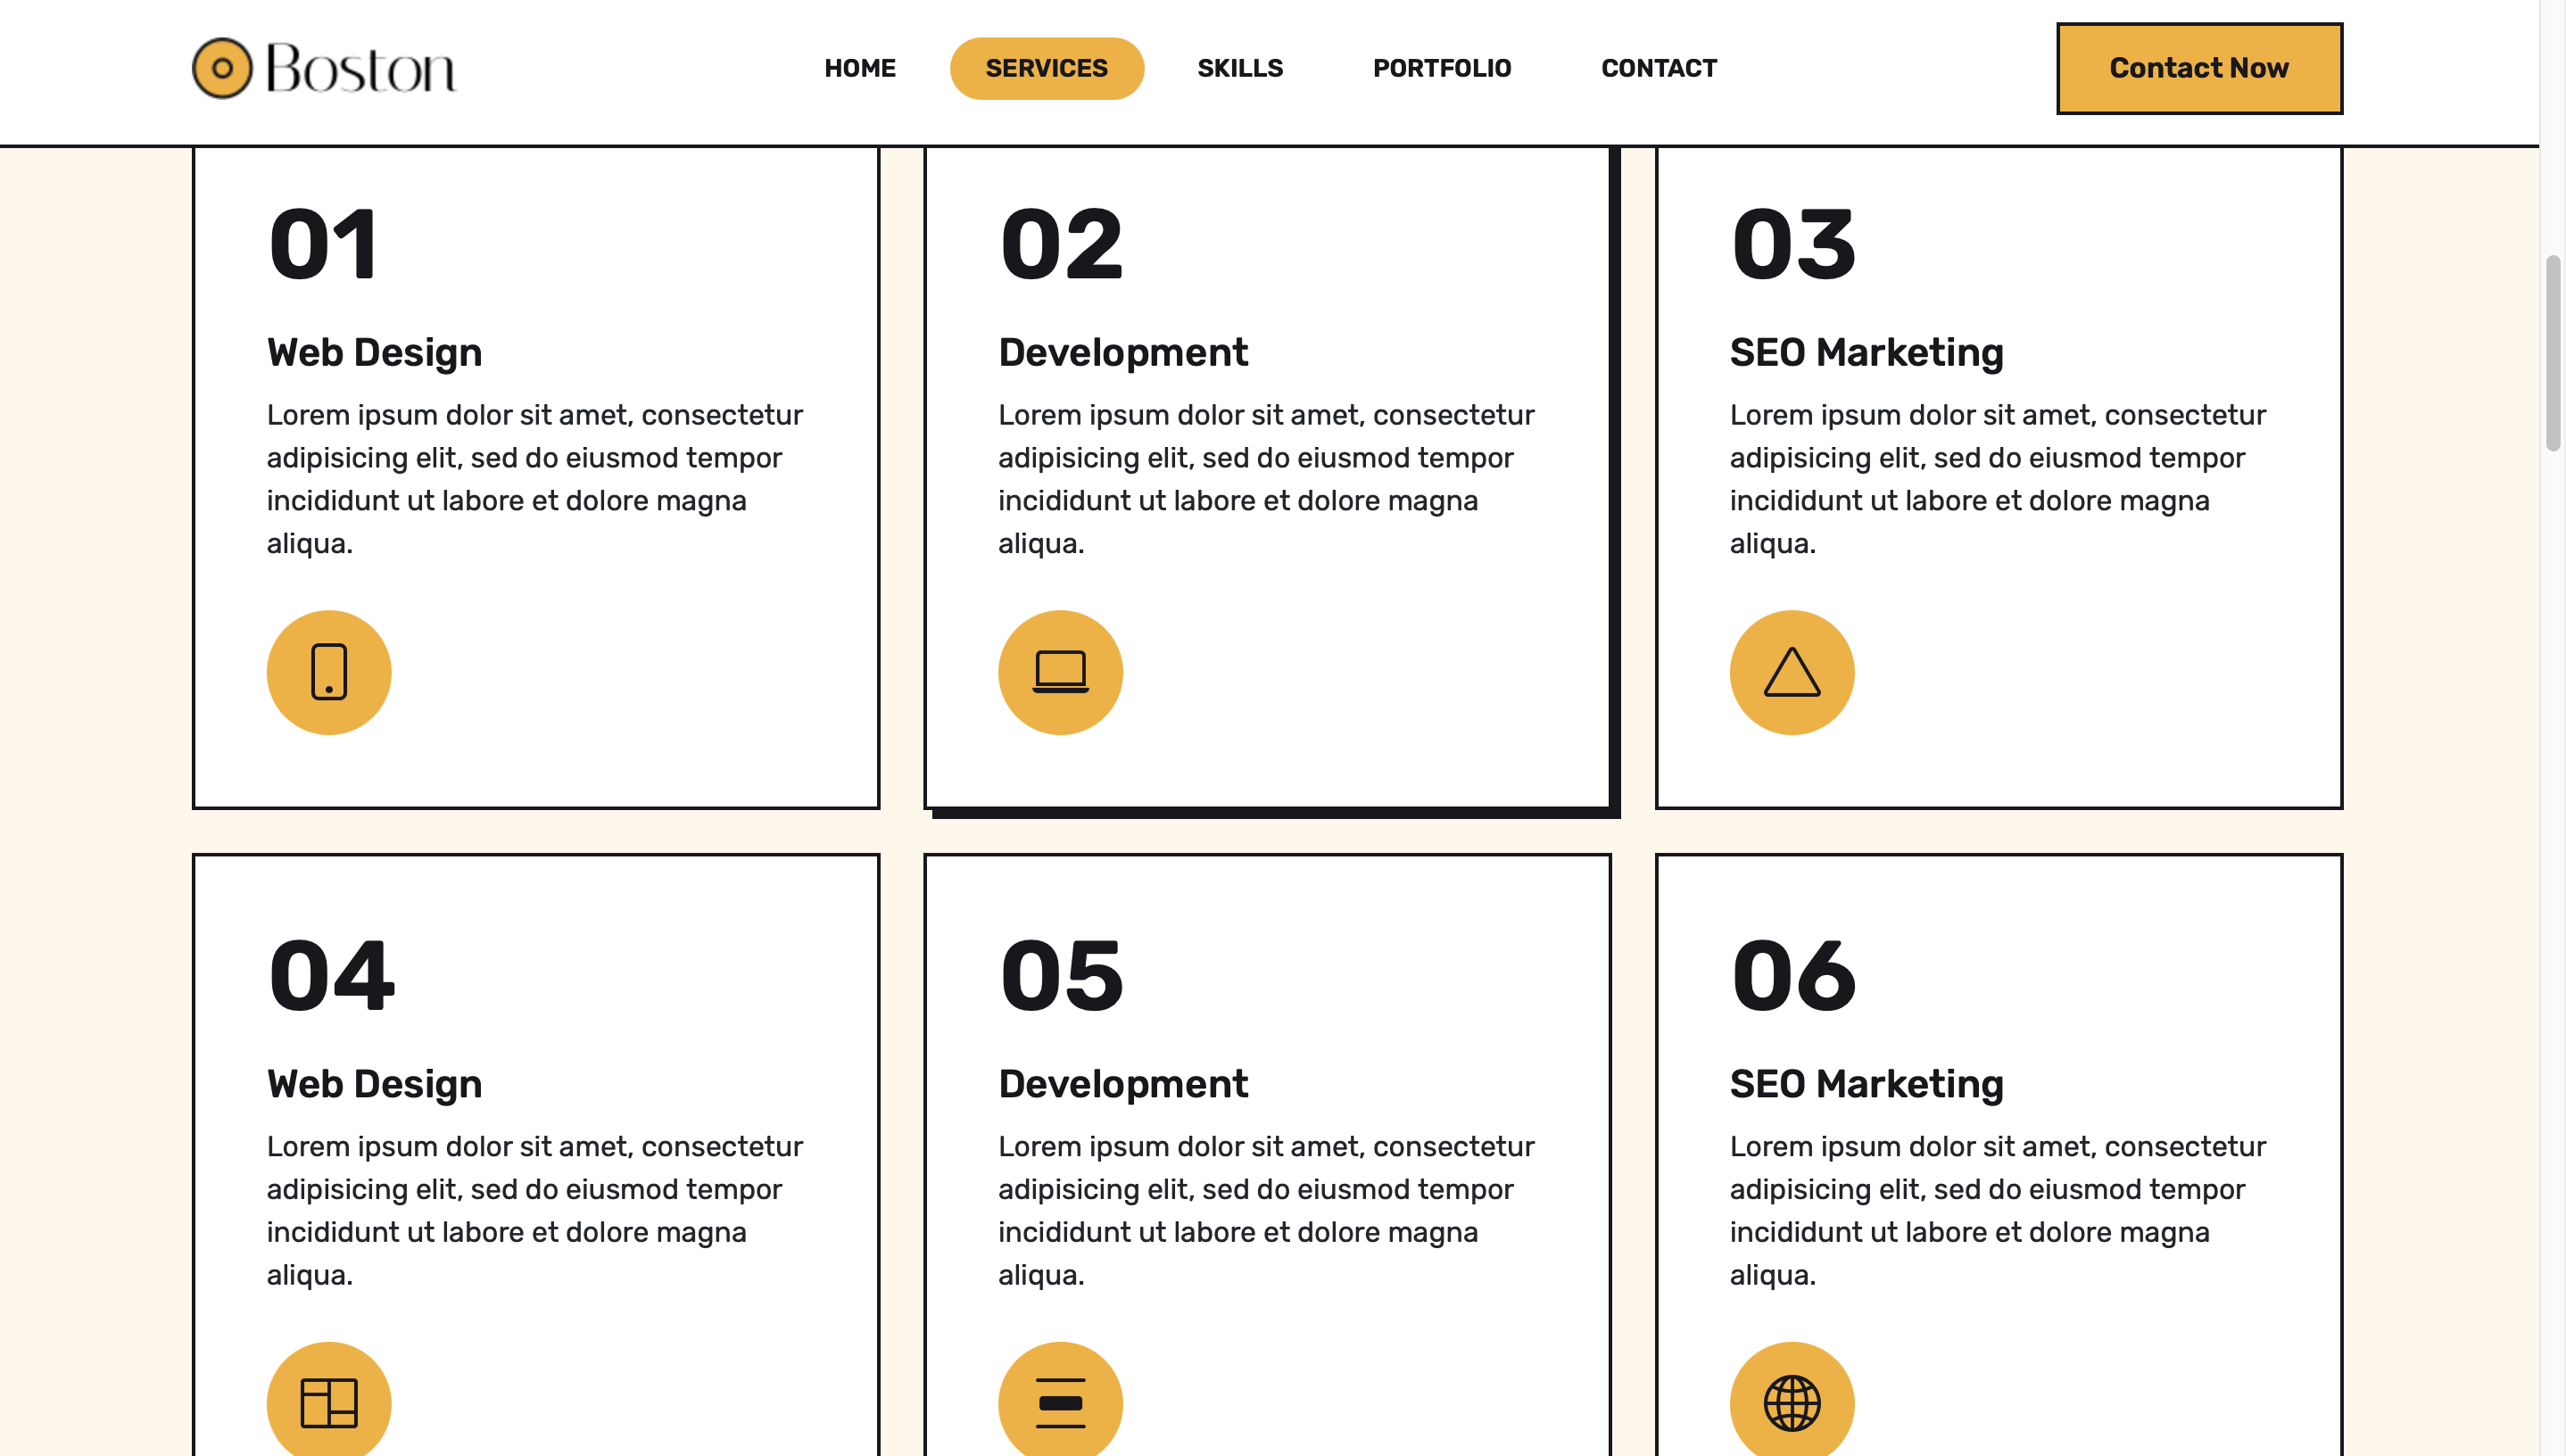 Boston
HOME
SERVICES
SKILLS
PORTFOLIO
CONTACT
Contact Now
01
Web Design
Lorem ipsum dolor sit amet, consectetur
adipisicing elit, sed do eiusmod tempor
incididunt ut labore et dolore magna
aliqua.
02
Development
Lorem ipsum dolor sit amet, consectetur
adipisicing elit, sed do eiusmod tempor
incididunt ut labore et dolore magna
aliqua.
03
SEO Marketing
Lorem ipsum dolor sit amet, consectetur
adipisicing elit, sed do eiusmod tempor
incididunt ut labore et dolore magna
aliqua.
04
Web Design
Lorem ipsum dolor sit amet, consectetur
adipisicing elit, sed do eiusmod tempor
incididunt ut labore et dolore magna
aliqua.
05
Development
Lorem ipsum dolor sit amet, consectetur
adipisicing elit, sed do eiusmod tempor
incididunt ut labore et dolore magna
aliqua.
06
SEO Marketing
Lorem ipsum dolor sit amet, consectetur
adipisicing elit, sed do eiusmod tempor
incididunt ut labore et dolore magna
aliqua.